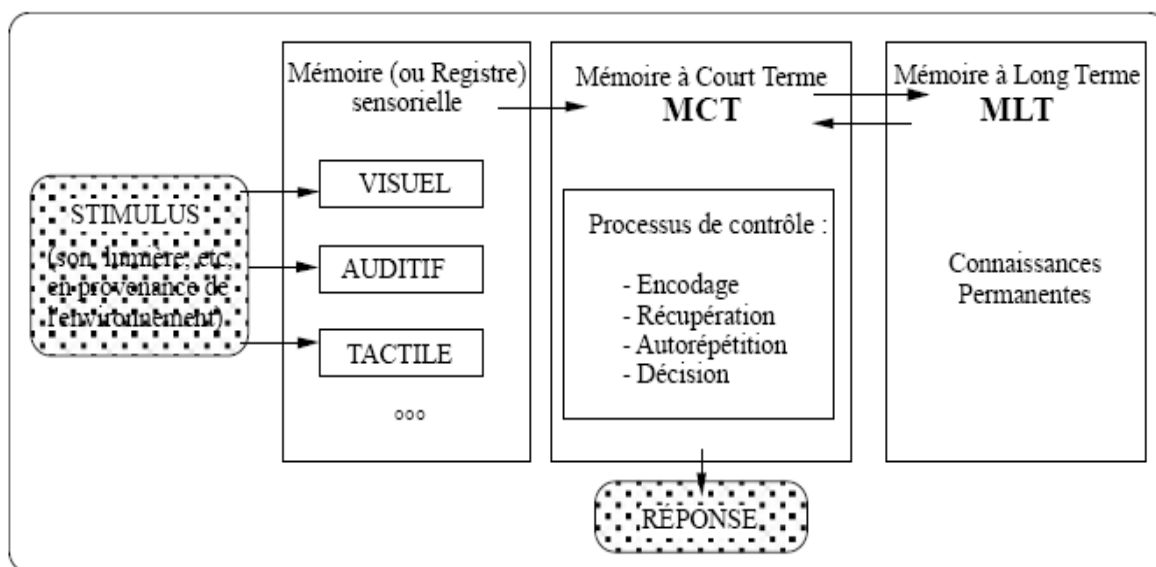 STIMULUS
(son, lumière, etc,
en provenance de
l'environnement)
Mémoire (ou Registre)
sensorielle
VISUEL
AUDITIF
TACTILE
°°°
Mémoire à Court Terme
MCT
Processus de contrôle :
- Encodage
- Récupération
- Autorépétition
- Décision
RÉPONSE
Mémoire à Long Terme
MLT
Connaissances
Permanentes